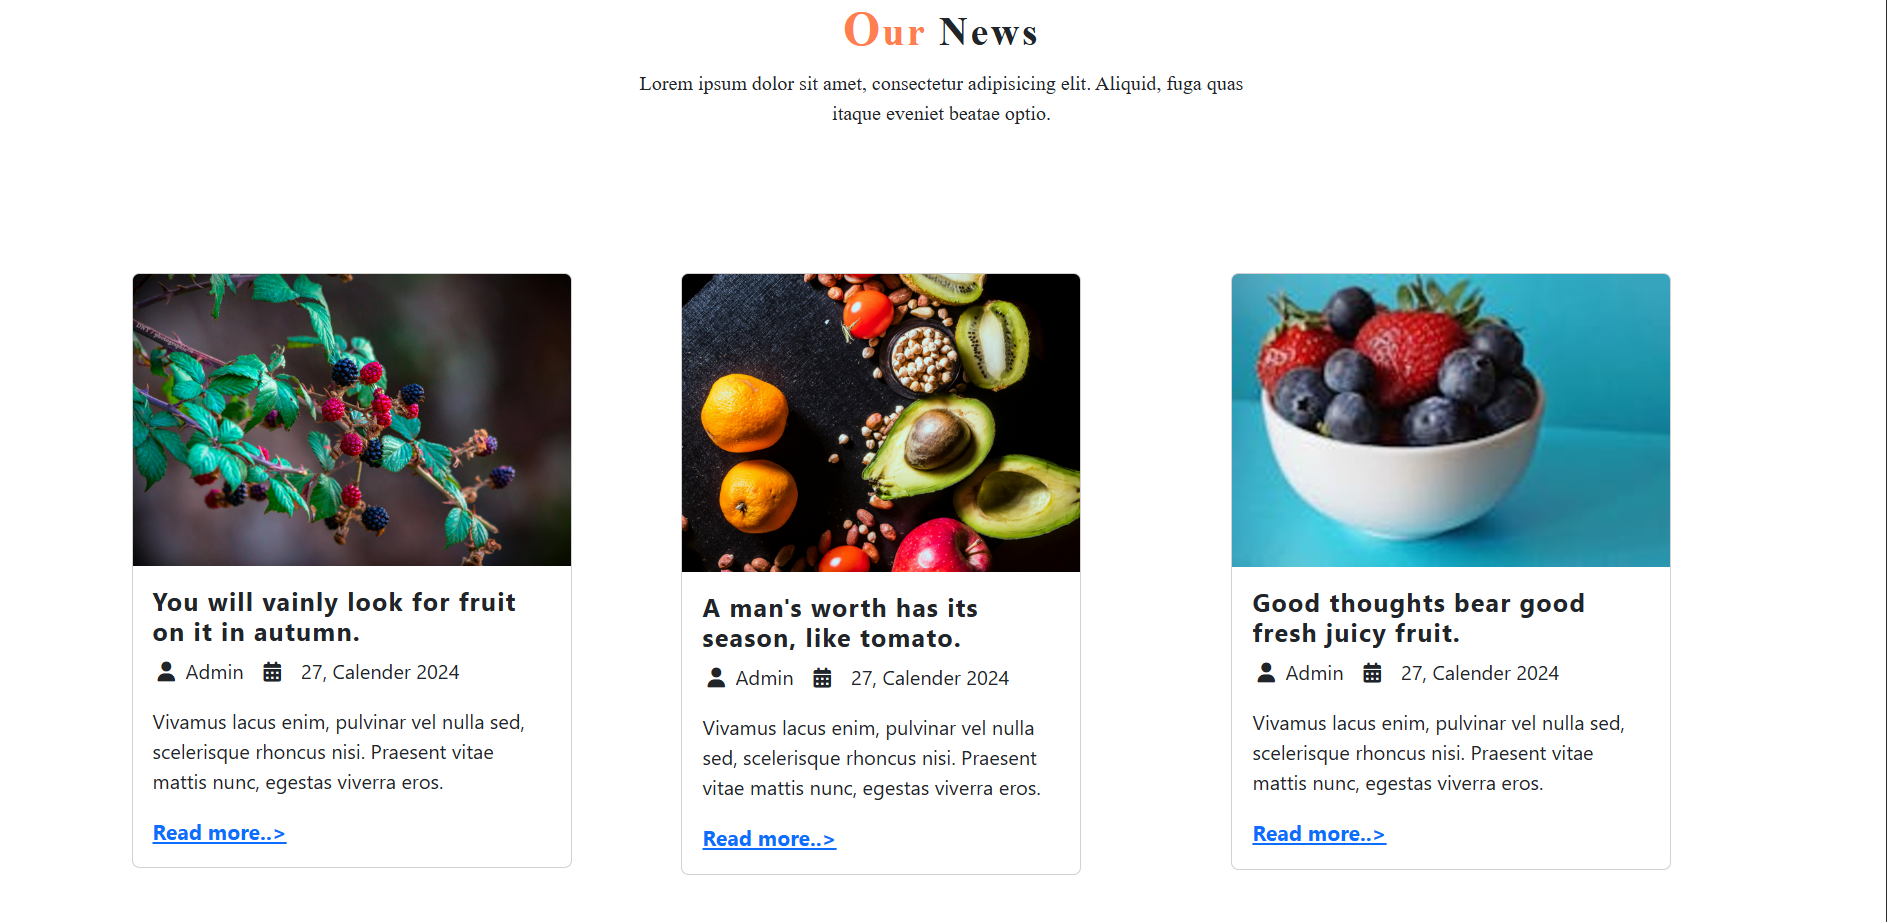 Our News
Lorem ipsum dolor sit amet, consectetur adipisicing elit. Aliquid, fuga quas
itaque eveniet beatae optio.
You will vainly look for fruit
on it in autumn.
Admin 27, Calender 2024
Vivamus lacus enim, pulvinar vel nulla sed,
scelerisque rhoncus nisi. Praesent vitae
mattis nunc, egestas viverra eros.
Read more..>
A man's worth has its
season, like tomato.
Admin 27, Calender 2024
Vivamus lacus enim, pulvinar vel nulla
sed, scelerisque rhoncus nisi. Praesent
vitae mattis nunc, egestas viverra eros.
Read more..>
Good thoughts bear good
fresh juicy fruit.
Admin 27, Calender 2024
Vivamus lacus enim, pulvinar vel nulla sed,
scelerisque rhoncus nisi. Praesent vitae
mattis nunc, egestas viverra eros.
Read more..>